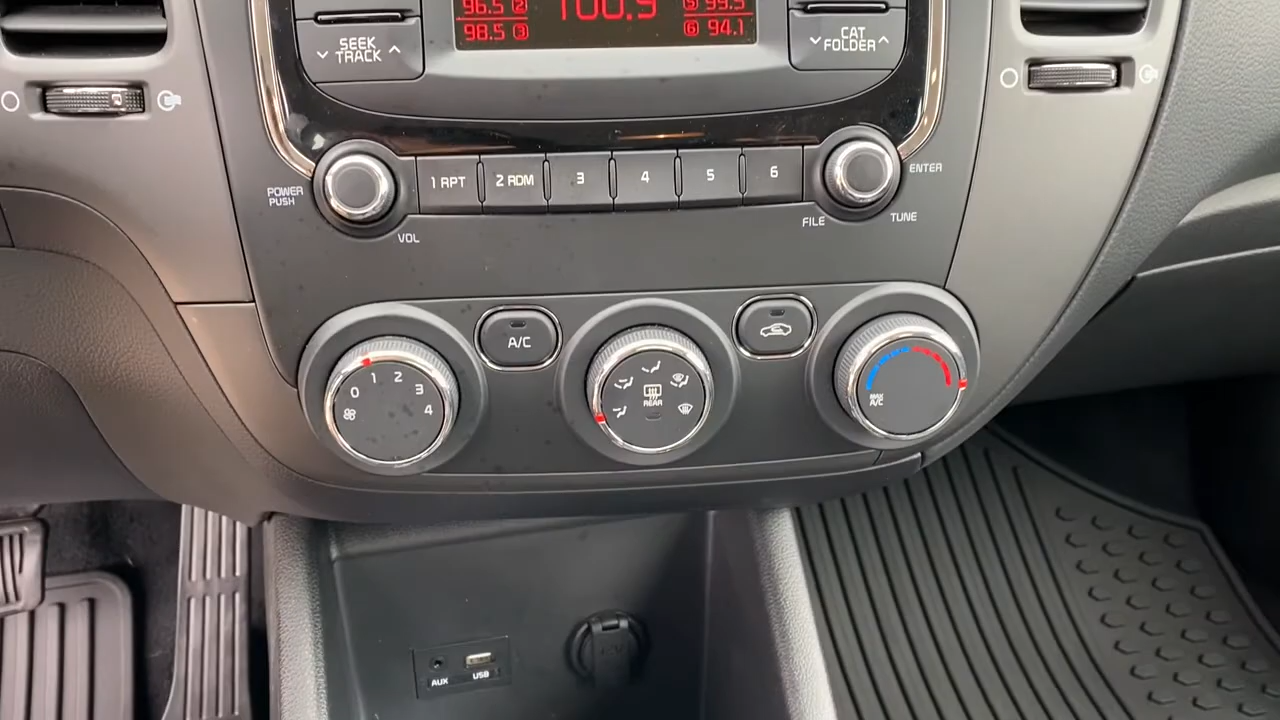 96.5 2
100.9
5 99.5
98.5 3
6 94.1
SEEK
TRACK
CAT
FOLDER
POWER
PUSH
VOL
1 RPT
2 RDM
3
4
5
6
ENTER
FILE
TUNE
0
1
2
3
4
A/C
REAR
MAX
A/C
AUX
USB